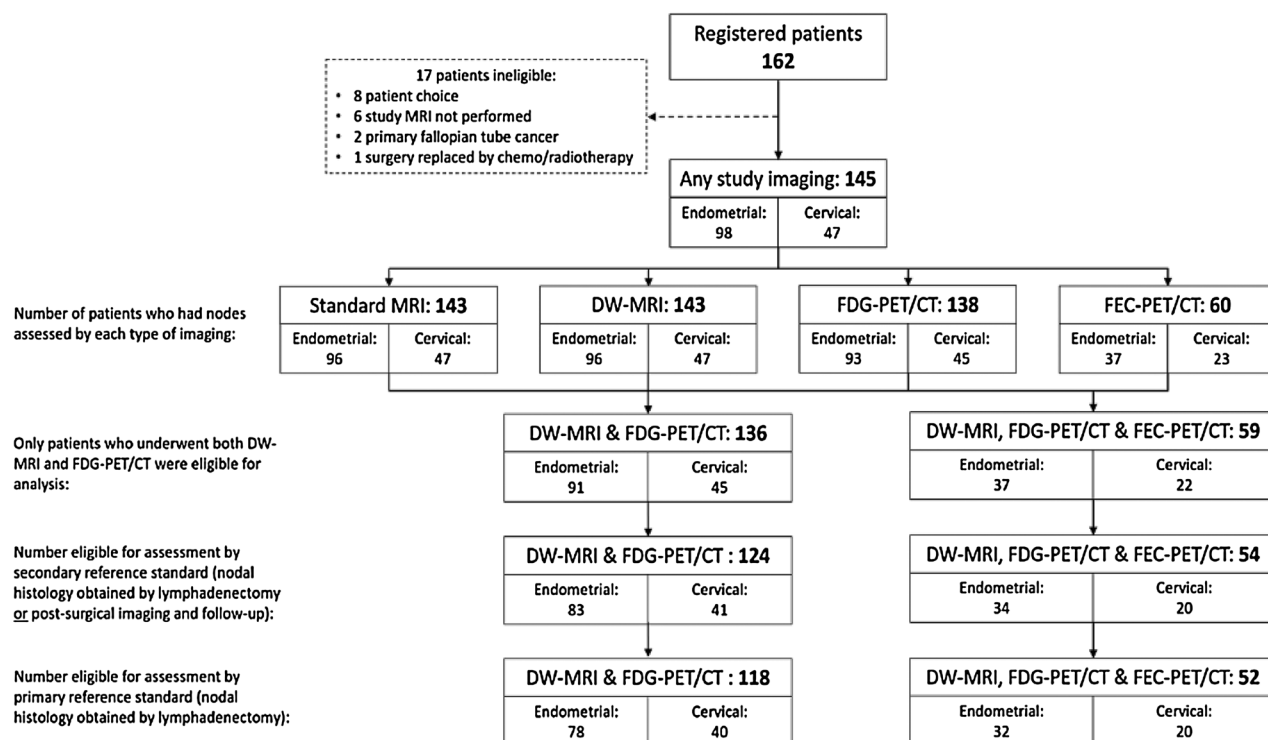 Registered patients
162
17 patients ineligible:
• 8 patient choice
• 6 study MRI not performed
• 2 primary fallopian tube cancer
• 1 surgery replaced by chemo/radiotherapy
Any study imaging: 145
Endometrial: Cervical:
98 47
Number of patients who had nodes
assessed by each type of imaging:
Standard MRI: 143
Endometrial: Cervical:
96 47
DW-MRI: 143
Endometrial: Cervical:
96 47
FDG-PET/CT: 138
Endometrial: Cervical:
93 45
FEC-PET/CT: 60
Endometrial: Cervical:
37 23
Only patients who underwent both DW-
MRI and FDG-PET/CT were eligible for
analysis:
DW-MRI & FDG-PET/CT: 136
Endometrial: Cervical:
91 45
DW-MRI, FDG-PET/CT & FEC-PET/CT: 59
Endometrial: Cervical:
37 22
Number eligible for assessment by
secondary reference standard (nodal
histology obtained by lymphadenectomy
or post-surgical imaging and follow-up):
DW-MRI & FDG-PET/CT : 124
Endometrial: Cervical:
83 41
DW-MRI, FDG-PET/CT & FEC-PET/CT: 54
Endometrial: Cervical:
34 20
Number eligible for assessment by
primary reference standard (nodal
histology obtained by lymphadenectomy):
DW-MRI & FDG-PET/CT : 118
Endometrial: Cervical:
78 40
DW-MRI, FDG-PET/CT & FEC-PET/CT: 52
Endometrial: Cervical:
32 20